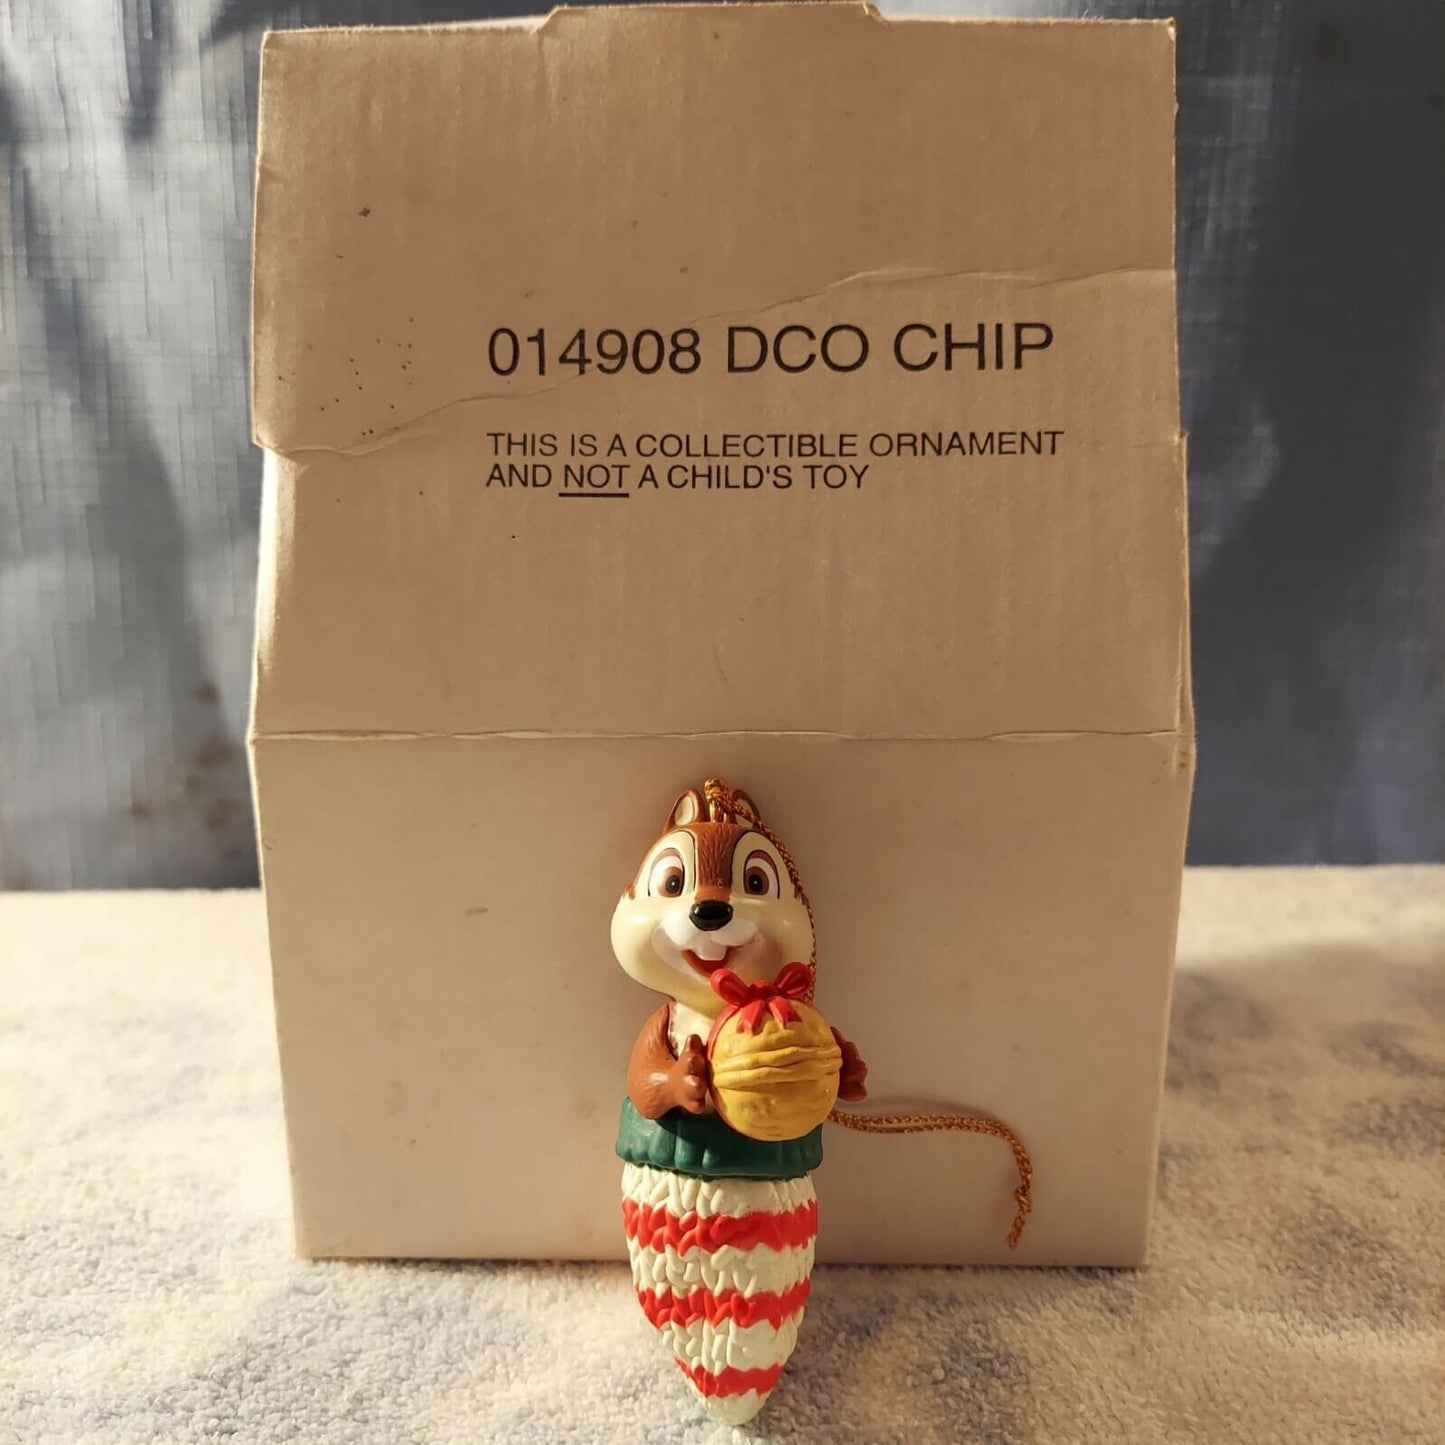 014908 DCO CHIP
THIS IS A COLLECTIBLE ORNAMENT
AND NOT A CHILD'S TOY